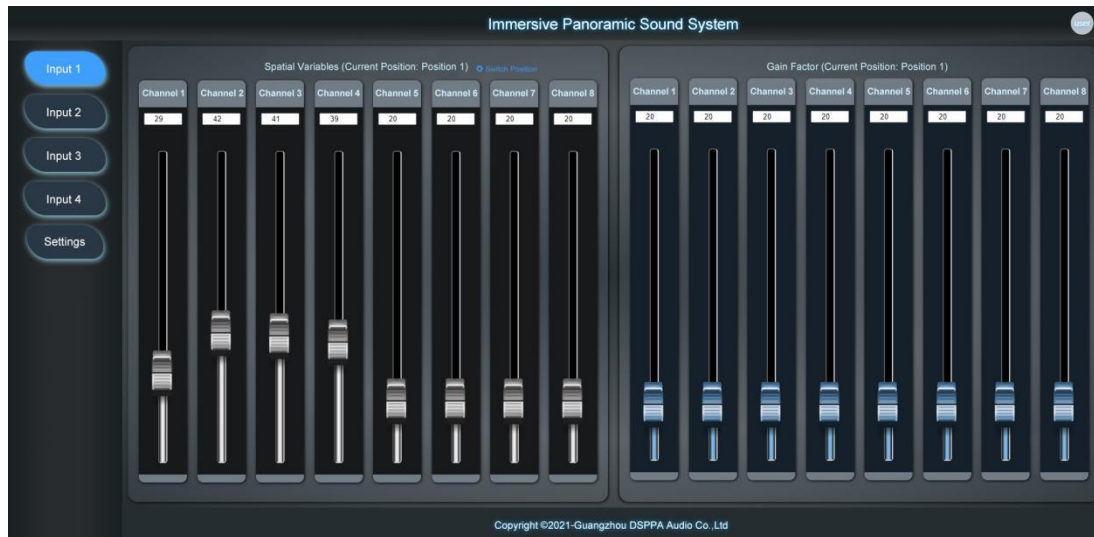 Immersive Panoramic Sound System
user
Input 1
Input 2
Input 3
Input 4
Settings
Spatial Variables (Current Position: Position 1) Switch Position
Channel 1 Channel 2 Channel 3 Channel 4 Channel 5 Channel 6 Channel 7 Channel 8
29 42 41 39 20 20 20 20
Gain Factor (Current Position: Position 1)
Channel 1 Channel 2 Channel 3 Channel 4 Channel 5 Channel 6 Channel 7 Channel 8
20 20 20 20 20 20 20 20
Copyright ©2021-Guangzhou DSPPA Audio Co.,Ltd